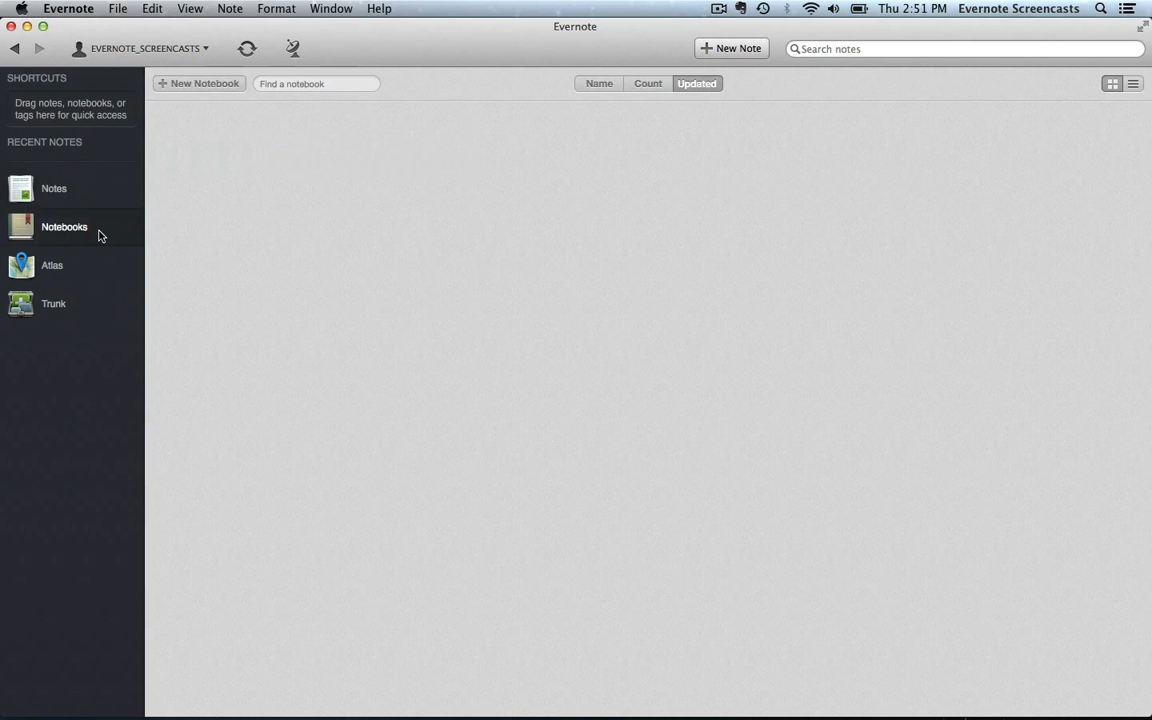 Evernote File Edit View Note Format Window Help Thu 2:51 PM Evernote Screencasts
Evernote
EVERNOTE_SCREENCASTS + New Note Search notes
SHORTCUTS
Drag notes, notebooks, or
tags here for quick access
RECENT NOTES
Notes
Notebooks
Atlas
Trunk
+ New Notebook Find a notebook Name Count Updated